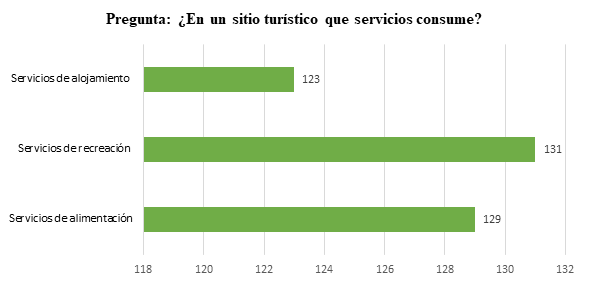 Pregunta: ¿En un sitio turístico que servicios consume?
Servicios de alojamiento
123
Servicios de recreación
131
Servicios de alimentación
129
118 120 122 124 126 128 130 132